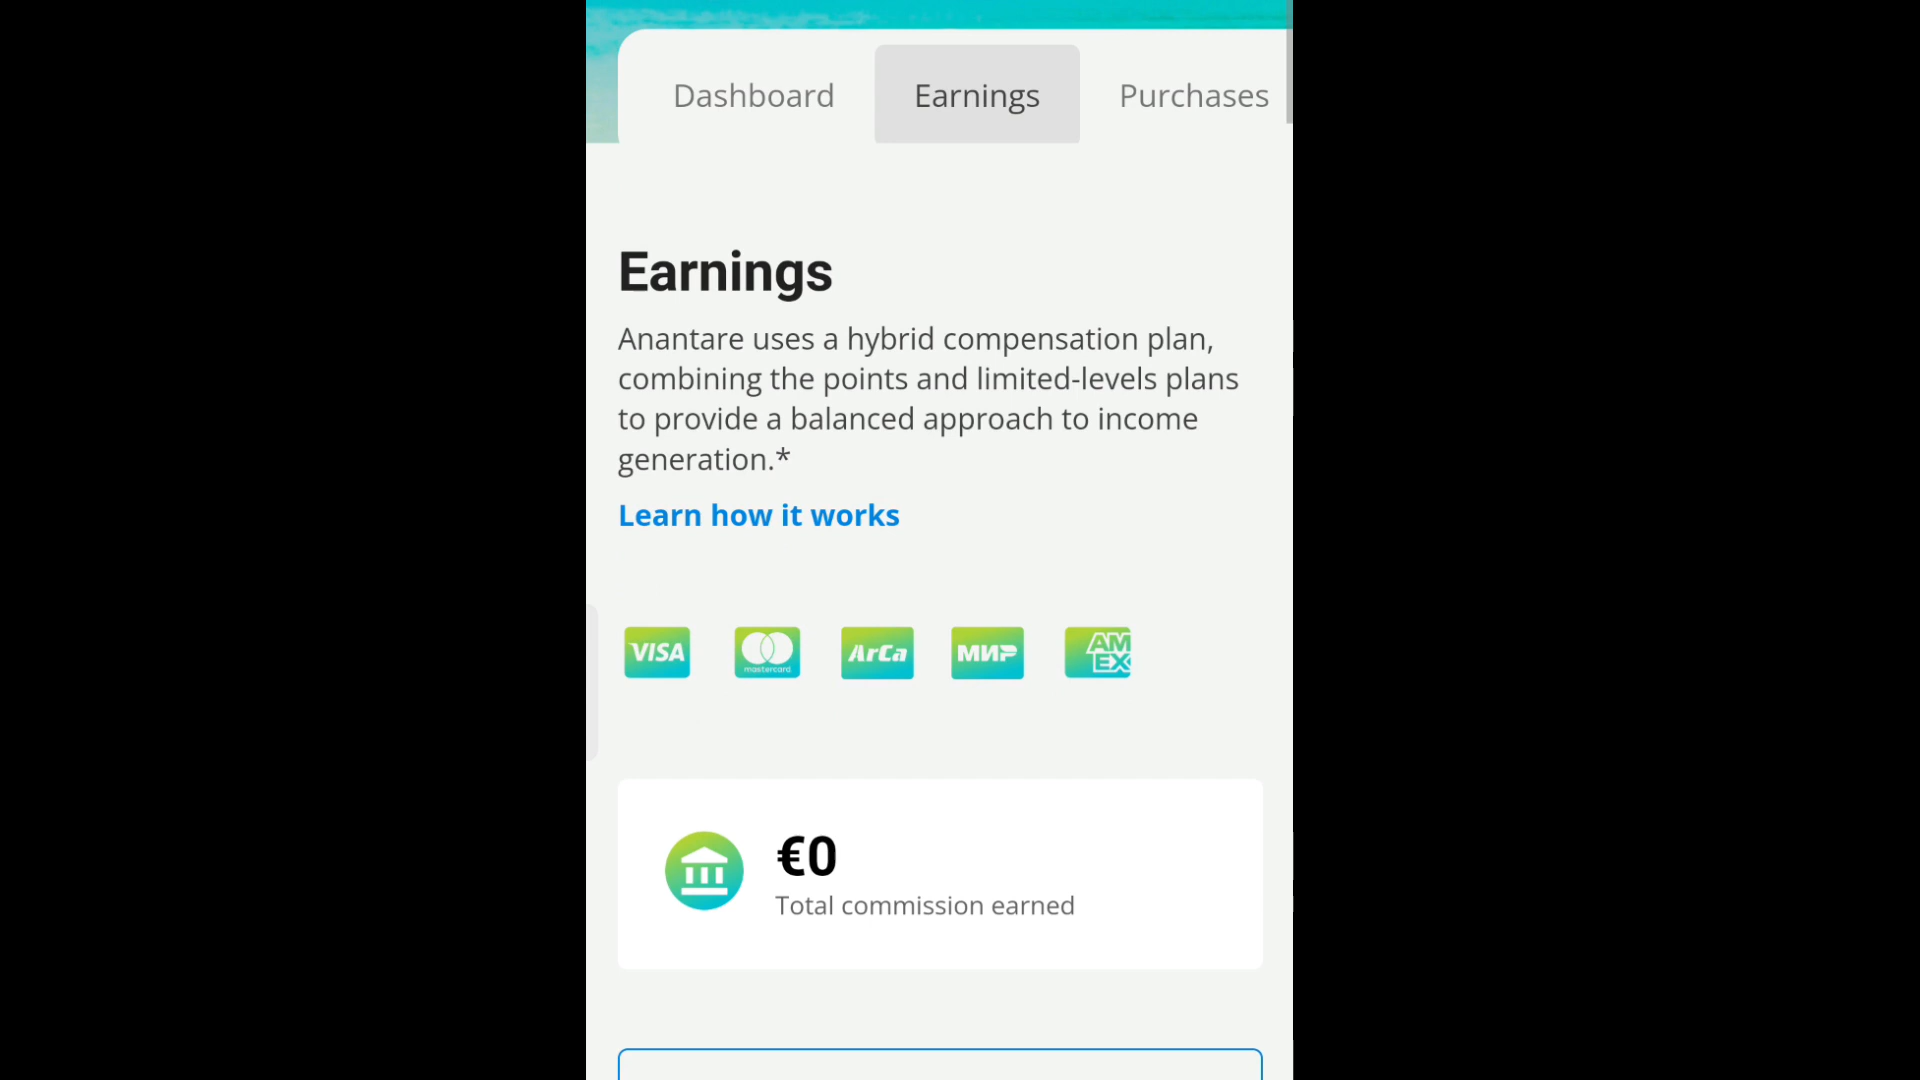 Dashboard Earnings Purchases
Earnings
Anantare uses a hybrid compensation plan,
combining the points and limited-levels plans
to provide a balanced approach to income
generation.*
Learn how it works
VISA mastercard ArCa МИР AM EX
€0
Total commission earned